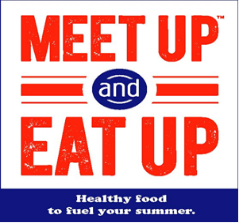 MEET UP™
and
EAT UP
Healthy food
to fuel your summer.